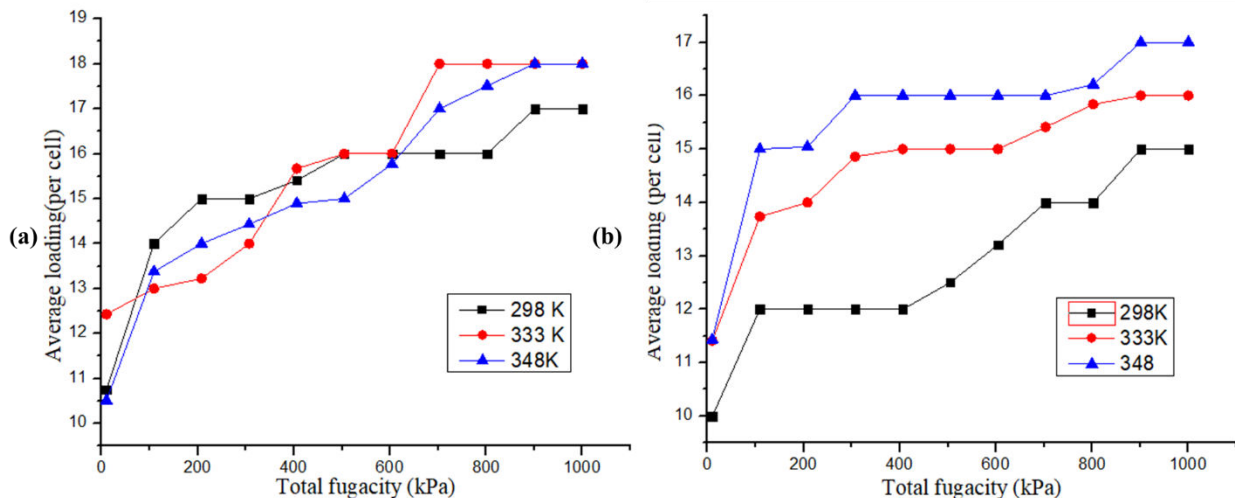 (a)
Average loading(per cell)
19
18
17
16
15
14
13
12
11
10
298 K
333 K
348K
0 200 400 600 800 1000
Total fugacity (kPa)
(b)
Average loading (per cell)
17
16
15
14
13
12
11
10
298K
333K
348
0 200 400 600 800 1000
Total fugacity (kPa)